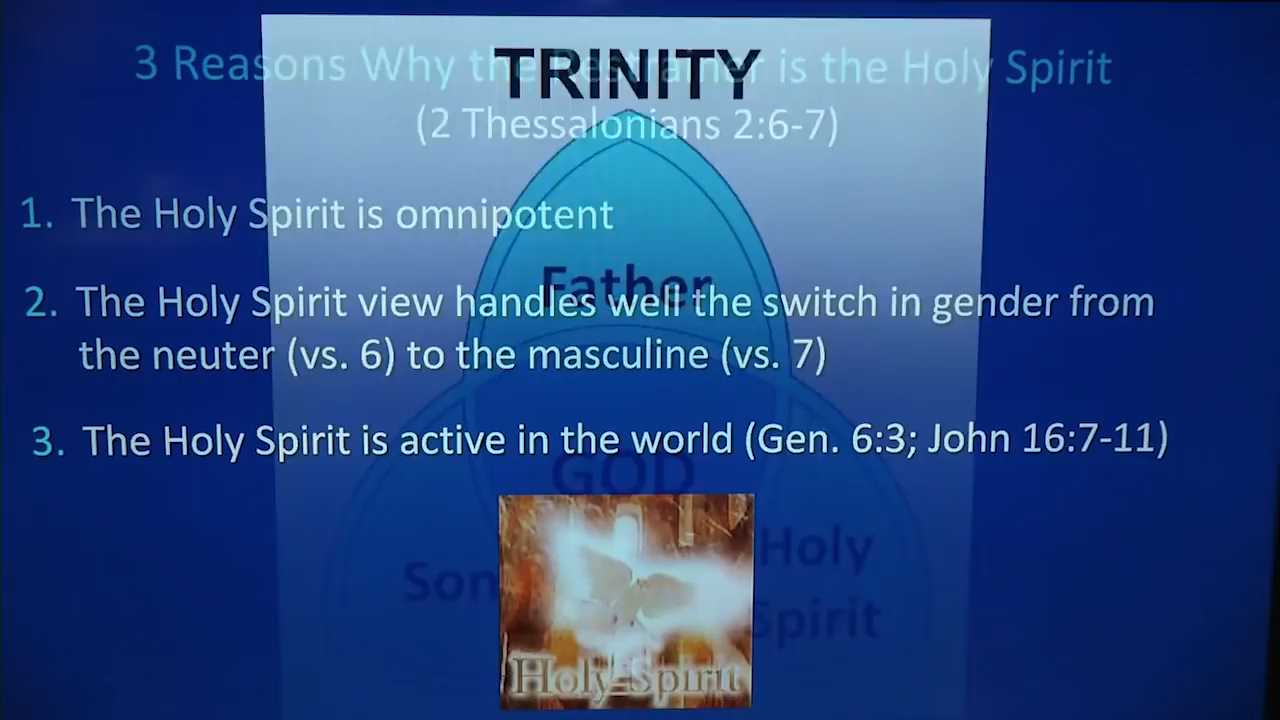 TRINITY
3 Reasons Why the Restrainer is the Holy Spirit
(2 Thessalonians 2:6-7)
1. The Holy Spirit is omnipotent
Father
2. The Holy Spirit view handles well the switch in gender from
the neuter (vs. 6) to the masculine (vs. 7)
3. The Holy Spirit is active in the world (Gen. 6:3; John 16:7-11)
GOD
Son
Holy
Spirit
Holy Spirit